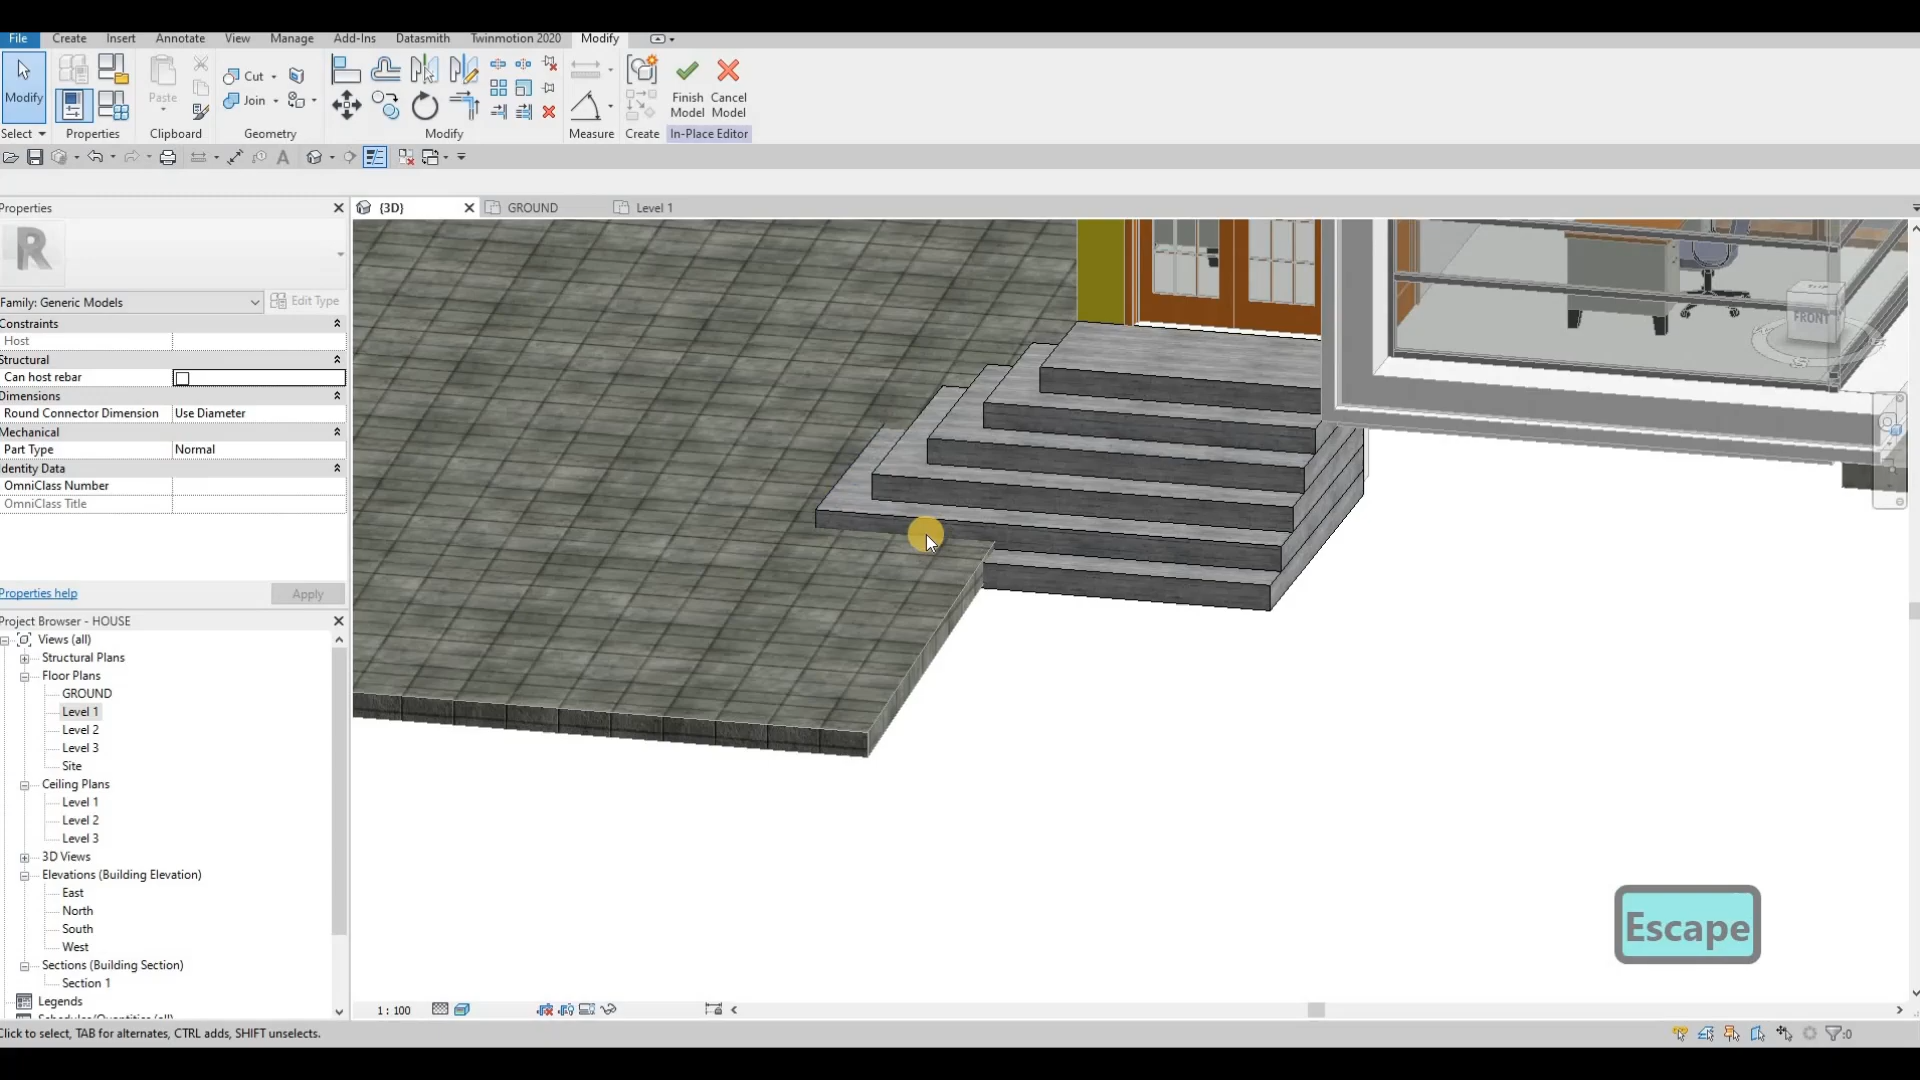 File Create Insert Annotate View Manage Add-Ins Datasmith Twinmotion 2020 Modify
Modify Paste Cut Join Finish Model Cancel Model
Select Properties Clipboard Geometry Modify Measure Create In-Place Editor
Properties
{3D} GROUND Level 1
R
Family: Generic Models Edit Type
Constraints
Host
Structural
Can host rebar
Dimensions
Round Connector Dimension Use Diameter
Mechanical
Part Type Normal
Identity Data
OmniClass Number
OmniClass Title
Properties help Apply
Project Browser - HOUSE
Views (all)
Structural Plans
Floor Plans
GROUND
Level 1
Level 2
Level 3
Site
Ceiling Plans
Level 1
Level 2
Level 3
3D Views
Elevations (Building Elevation)
East
North
South
West
Sections (Building Section)
Section 1
Legends
FRONT
Escape
1 : 100
Click to select, TAB for alternates, CTRL adds, SHIFT unselects.
:0